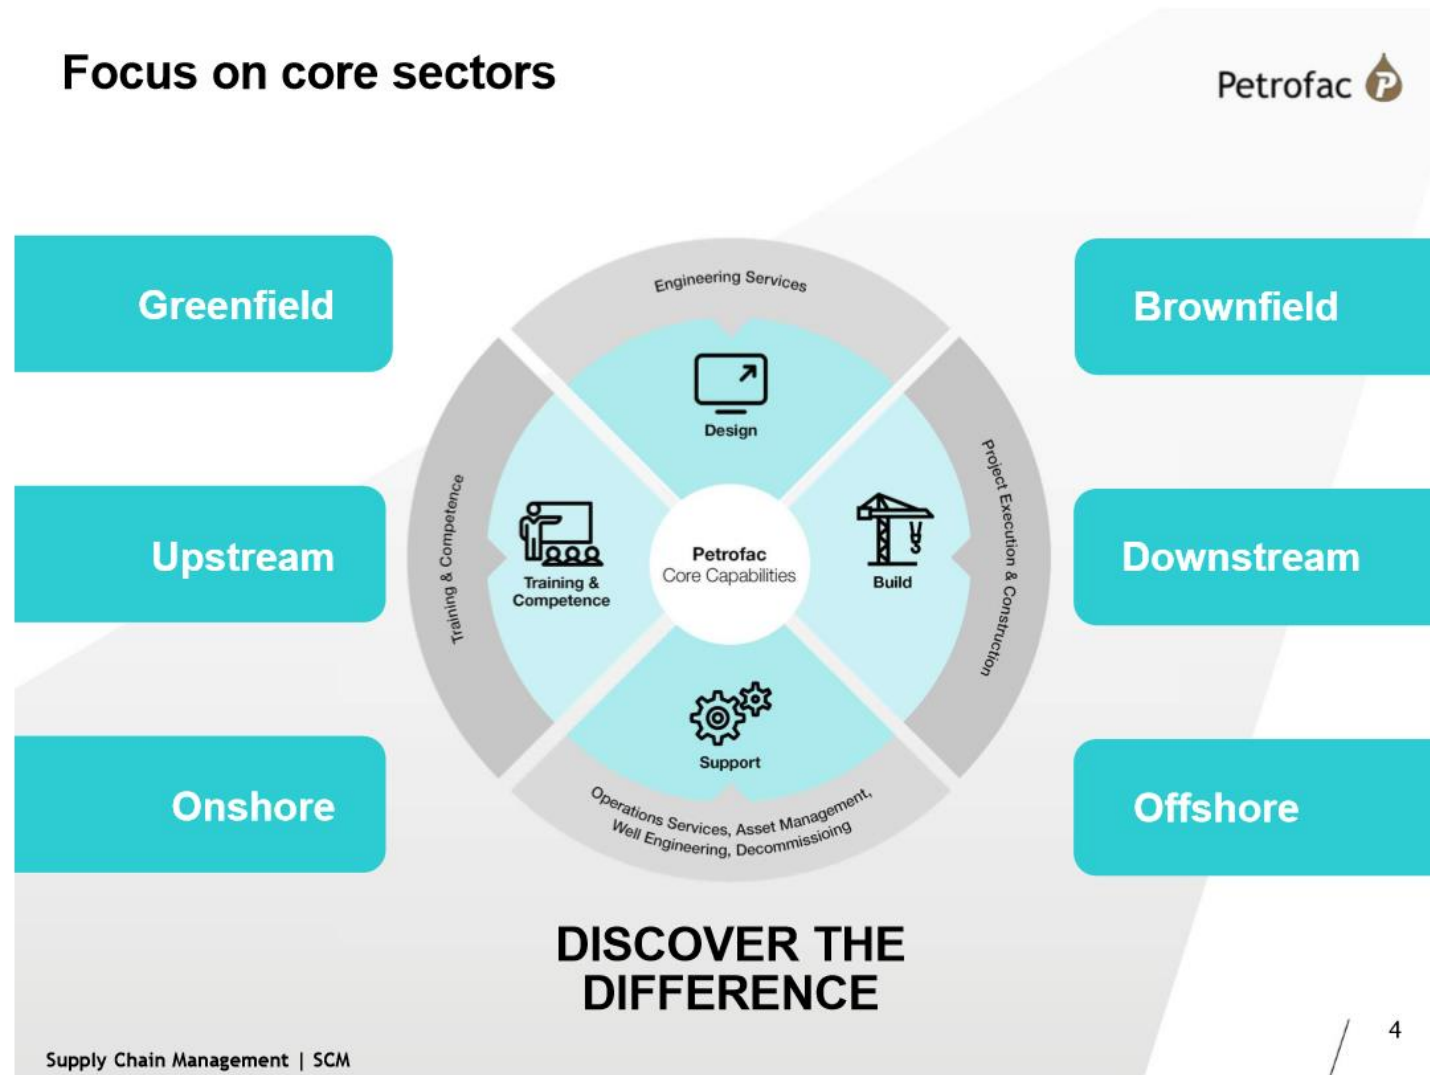 Focus on core sectors
Petrofac
Greenfield
Brownfield
Upstream
Downstream
Onshore
Offshore
Engineering Services
Design
Training & Competence
Training &
Competence
Petrofac
Core Capabilities
Build
Project Execution & Construction
Support
Operations Services, Asset Management,
Well Engineering, Decommissioing
DISCOVER THE
DIFFERENCE
Supply Chain Management | SCM
4